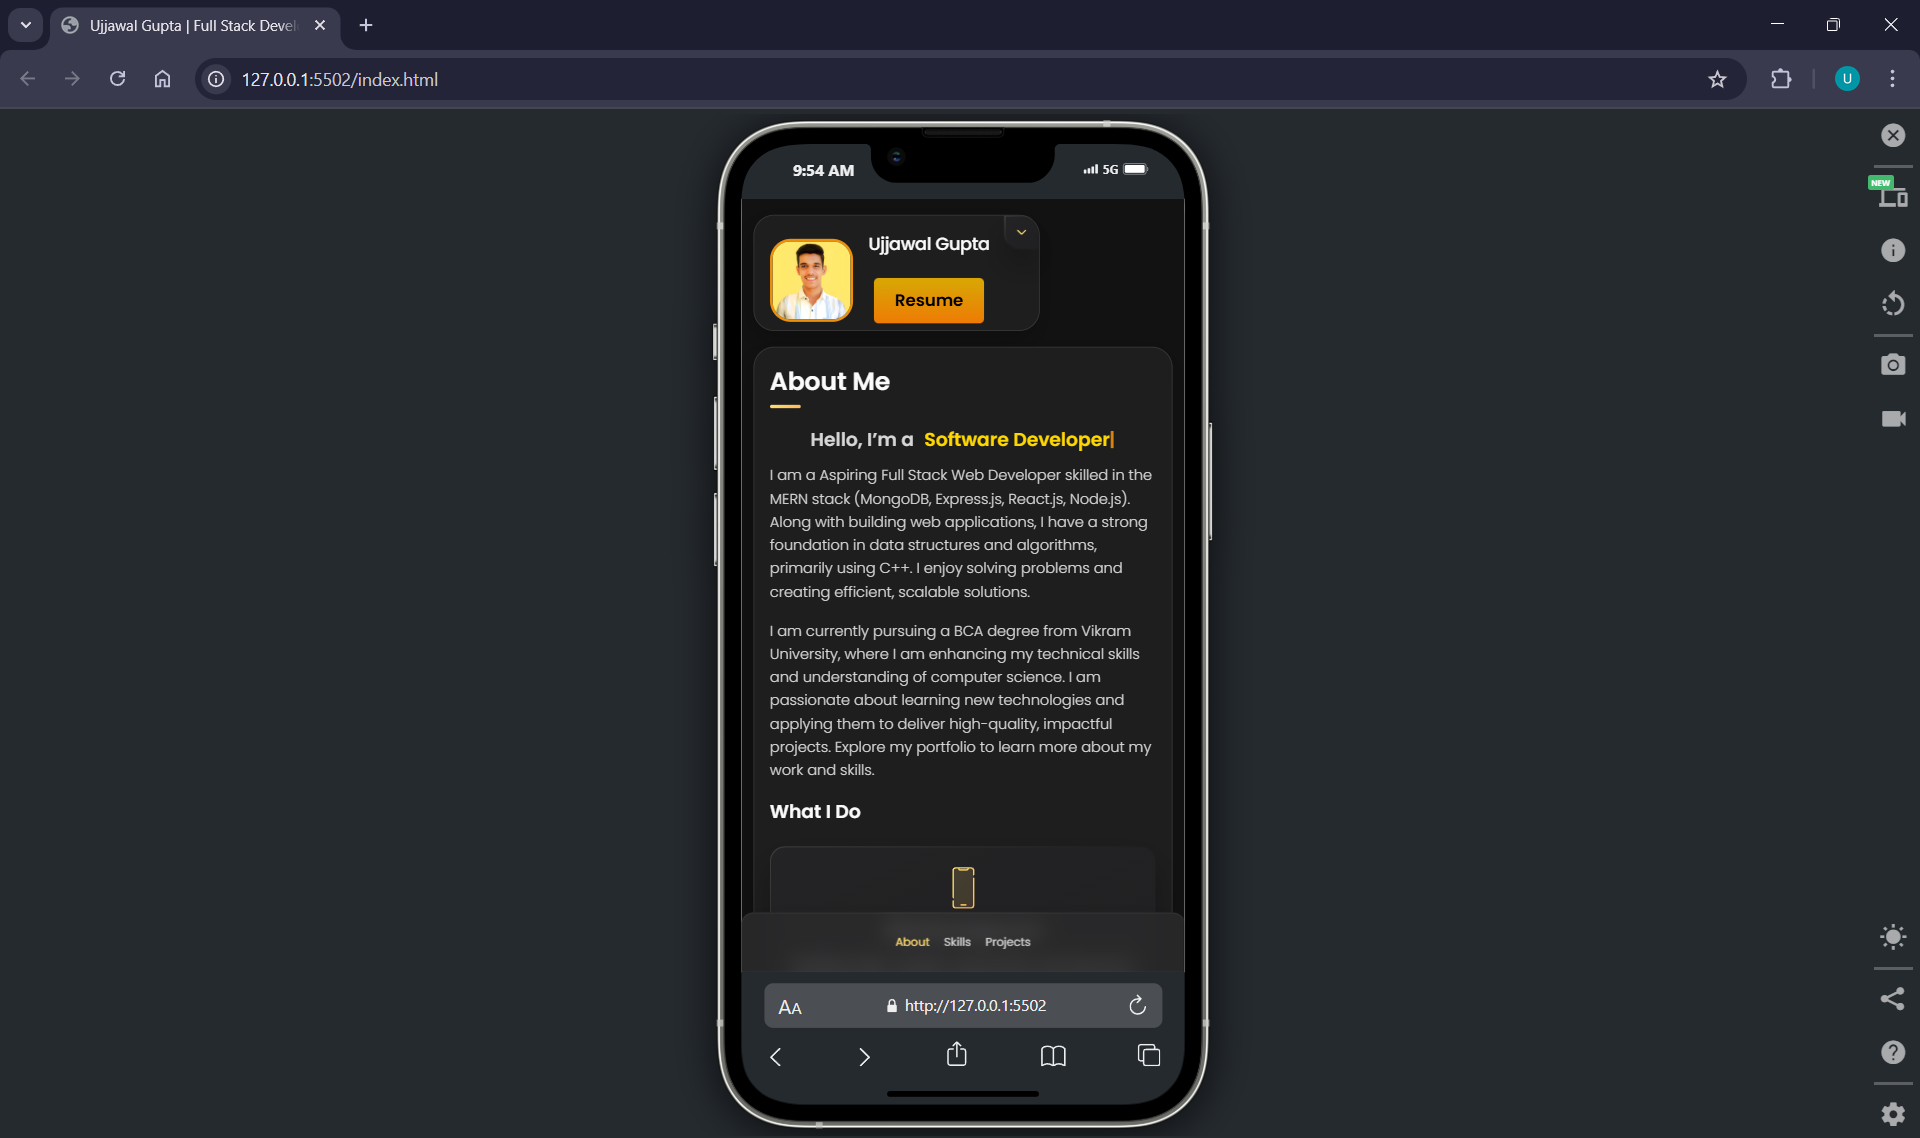 Ujjawal Gupta | Full Stack Devel
127.0.0.1:5502/index.html
U
NEW
9:54 AM
5G
Ujjawal Gupta
Resume
About Me
Hello, I’m a Software Developer|
I am a Aspiring Full Stack Web Developer skilled in the
MERN stack (MongoDB, Express.js, React.js, Node.js).
Along with building web applications, I have a strong
foundation in data structures and algorithms,
primarily using C++. I enjoy solving problems and
creating efficient, scalable solutions.
I am currently pursuing a BCA degree from Vikram
University, where I am enhancing my technical skills
and understanding of computer science. I am
passionate about learning new technologies and
applying them to deliver high-quality, impactful
projects. Explore my portfolio to learn more about my
work and skills.
What I Do
About Skills Projects
AA http://127.0.0.1:5502